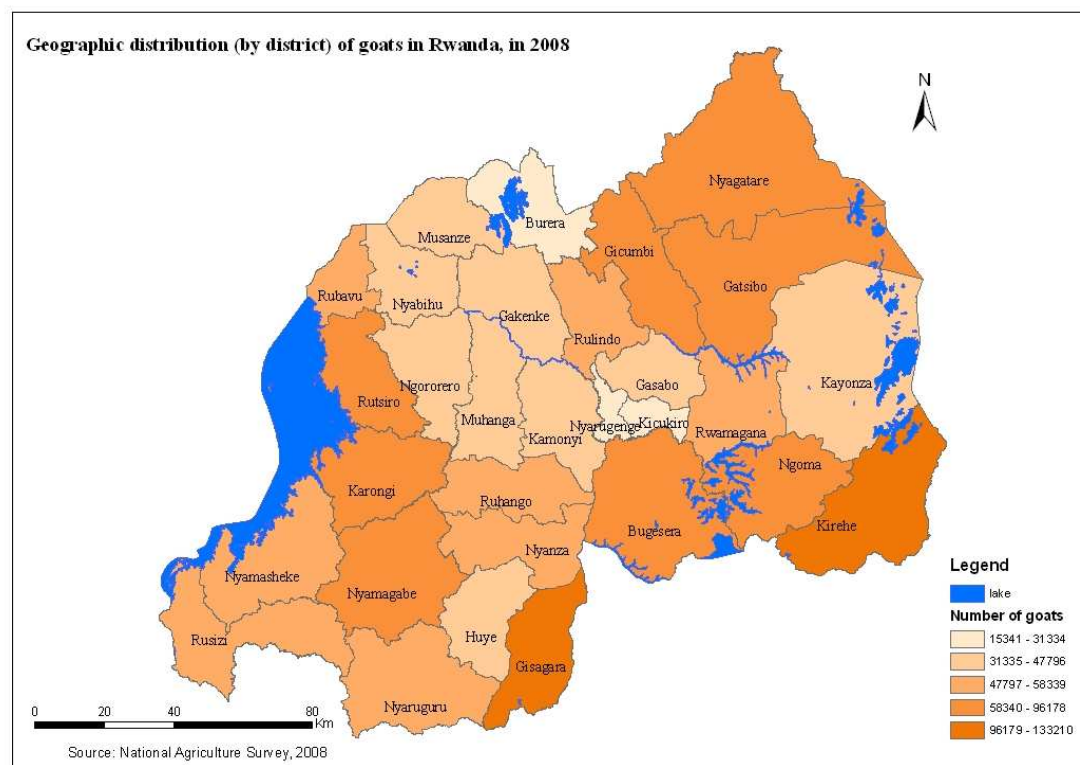 Geographic distribution (by district) of goats in Rwanda, in 2008
N
Nyagatare
Burera
Musanze
Gicumbi
Rubavu
Nyabihu
Gatsibo
Gakenke
Rulindo
Ngororero
Gasabo
Kayonza
Rutsiro
Muhanga
Kamonyi
Nyarugenge
Kicukiro
Rwamagana
Ngoma
Karongi
Ruhango
Bugesera
Kirehe
Nyanza
Nyamasheke
Nyamagabe
Rusizi
Huye
Gisagara
Nyaruguru
Legend
lake
Number of goats
15341 - 31334
31335 - 47796
47797 - 58339
58340 - 96178
96179 - 133210
0 20 40 80
Km
Source: National Agriculture Survey, 2008